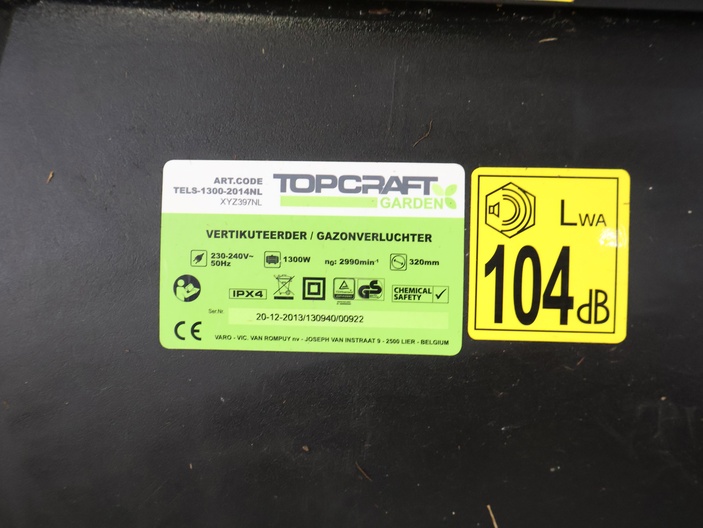 ART.CODE
TELS-1300-2014NL
XYZ397NL
TOPCRAFT
GARDEN
VERTIKUTEERDER / GAZONVERLUCHTER
230-240V~
50Hz
1300W
ng: 2990min-1
320mm
IPX4
GS
CHEMICAL
SAFETY
Ser.Nr.
20-12-2013/130940/00922
CE
VARO - VIC. VAN ROMPUY nv - JOSEPH VAN INSTRAAT 9 - 2500 LIER - BELGIUM
LWA
104dB